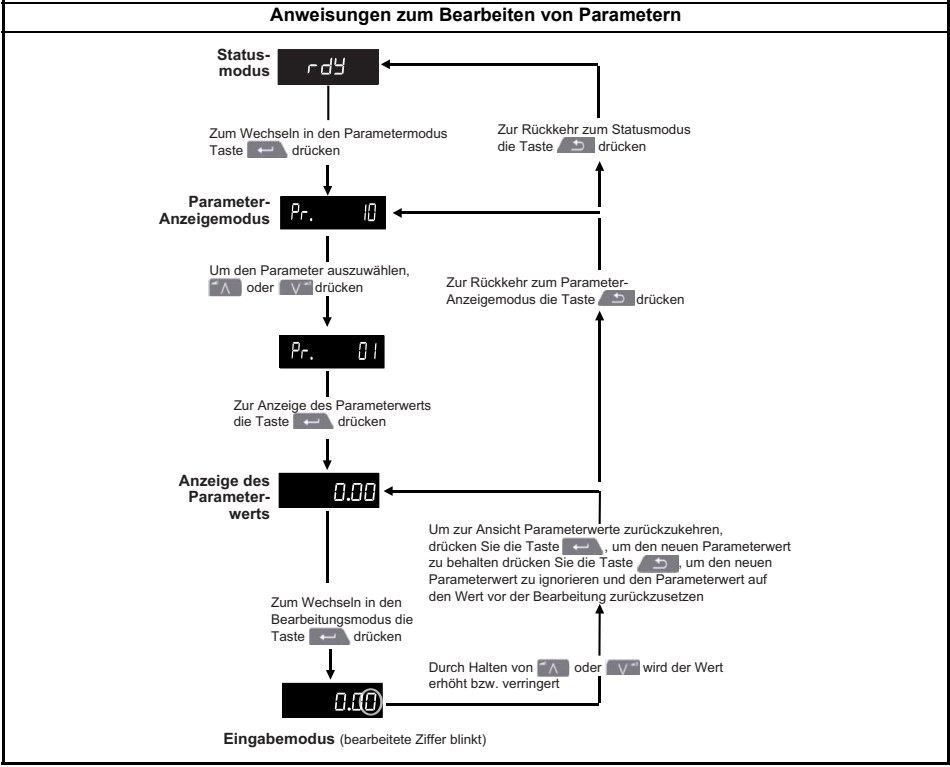 Anweisungen zum Bearbeiten von Parametern
Status-
modus
rdy
Zum Wechseln in den Parametermodus
Taste drücken
Zur Rückkehr zum Statusmodus
die Taste drücken
Parameter-
Anzeigemodus
Pr. 10
Um den Parameter auszuwählen,
oder drücken
Zur Rückkehr zum Parameter-
Anzeigemodus die Taste drücken
Pr. 01
Zur Anzeige des Parameterwerts
die Taste drücken
Anzeige des
Parameter-
werts
0.00
Um zur Ansicht Parameterwerte zurückzukehren,
drücken Sie die Taste , um den neuen Parameterwert
zu behalten drücken Sie die Taste , um den neuen
Parameterwert zu ignorieren und den Parameterwert auf
den Wert vor der Bearbeitung zurückzusetzen
Zum Wechseln in den
Bearbeitungsmodus die
Taste drücken
Durch Halten von oder wird der Wert
erhöht bzw. verringert
0.00
Eingabemodus (bearbeitete Ziffer blinkt)